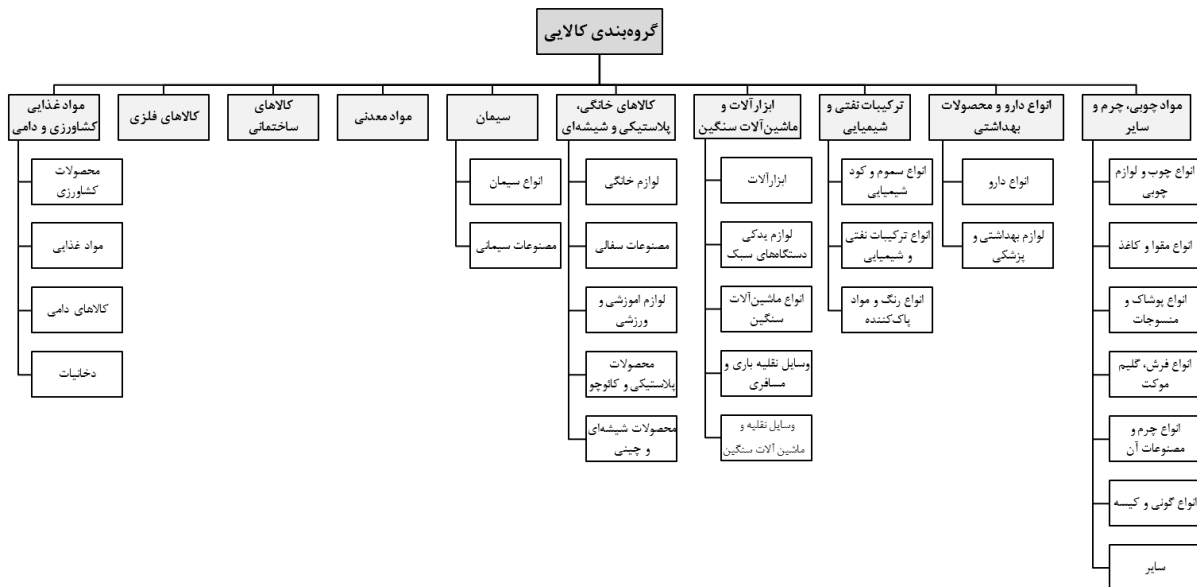 گروه‌بندی کالایی
مواد چوبی، چرم و
سایر
انواع چوب و لوازم
چوبی
انواع مقوا و کاغذ
انواع پوشاک و
منسوجات
انواع فرش، گلیم
موکت
انواع چرم و
مصنوعات آن
انواع گونی و کیسه
سایر
انواع دارو و محصولات
بهداشتی
انواع دارو
لوازم بهداشتی و
پزشکی
ترکیبات نفتی و
شیمیایی
انواع سموم و کود
شیمیایی
انواع ترکیبات نفتی
و شیمیایی
انواع رنگ و مواد
پاک‌کننده
ابزارآلات و
ماشین‌آلات سنگین
ابزارآلات
لوازم یدکی
دستگاه‌های سبک
انواع ماشین‌آلات
سنگین
وسایل نقلیه باری و
مسافری
وسایل نقلیه و
ماشین آلات سنگین
کالاهای خانگی،
پلاستیکی و شیشه‌ای
لوازم خانگی
مصنوعات سفالی
لوازم اموزشی و
ورزشی
محصولات
پلاستیکی و کائوچو
محصولات شیشه‌ای
و چینی
سیمان
انواع سیمان
مصنوعات سیمانی
مواد معدنی
کالاهای
ساختمانی
کالاهای فلزی
مواد غذایی
کشاورزی و دامی
محصولات
کشاورزی
مواد غذایی
کالاهای دامی
دخانیات